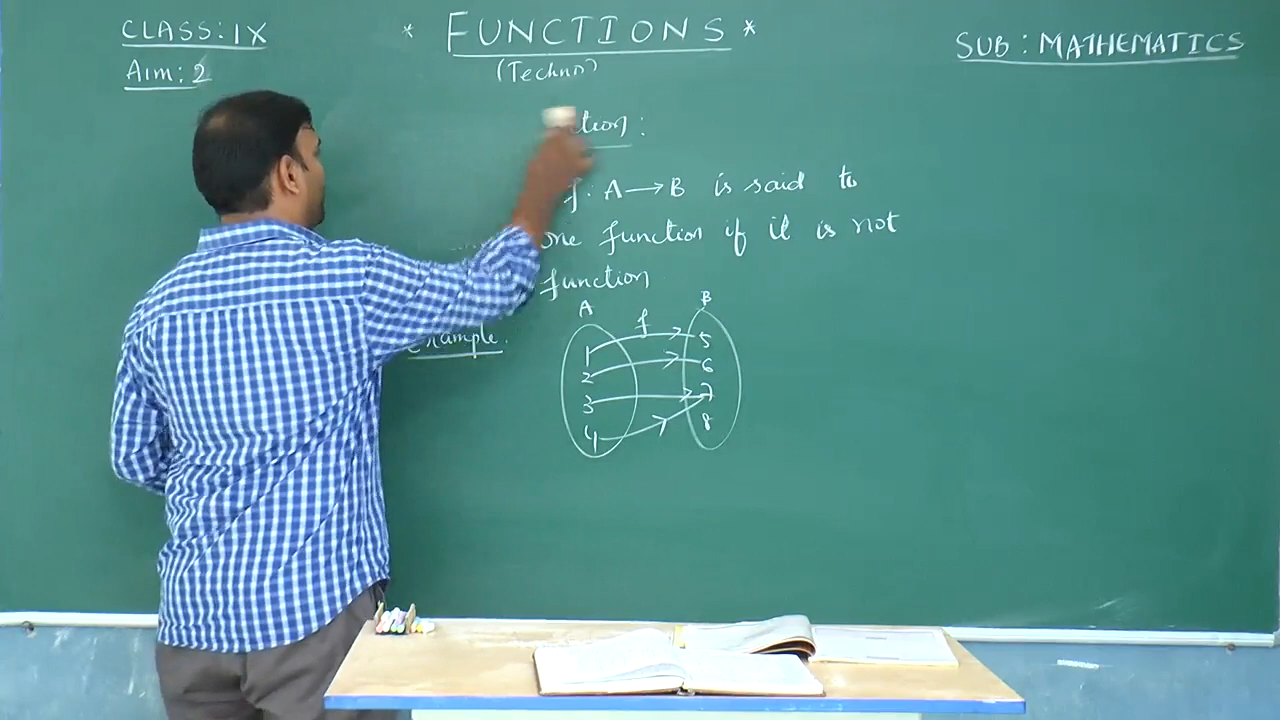 CLASS: IX
* FUNCTIONS *
SUB: MATHEMATICS
Aim: 2
(Techno)
ction:
f: A → B is said to
one function if it is not
function
Example.
A f B
1 5
2 6
3 7
4 8